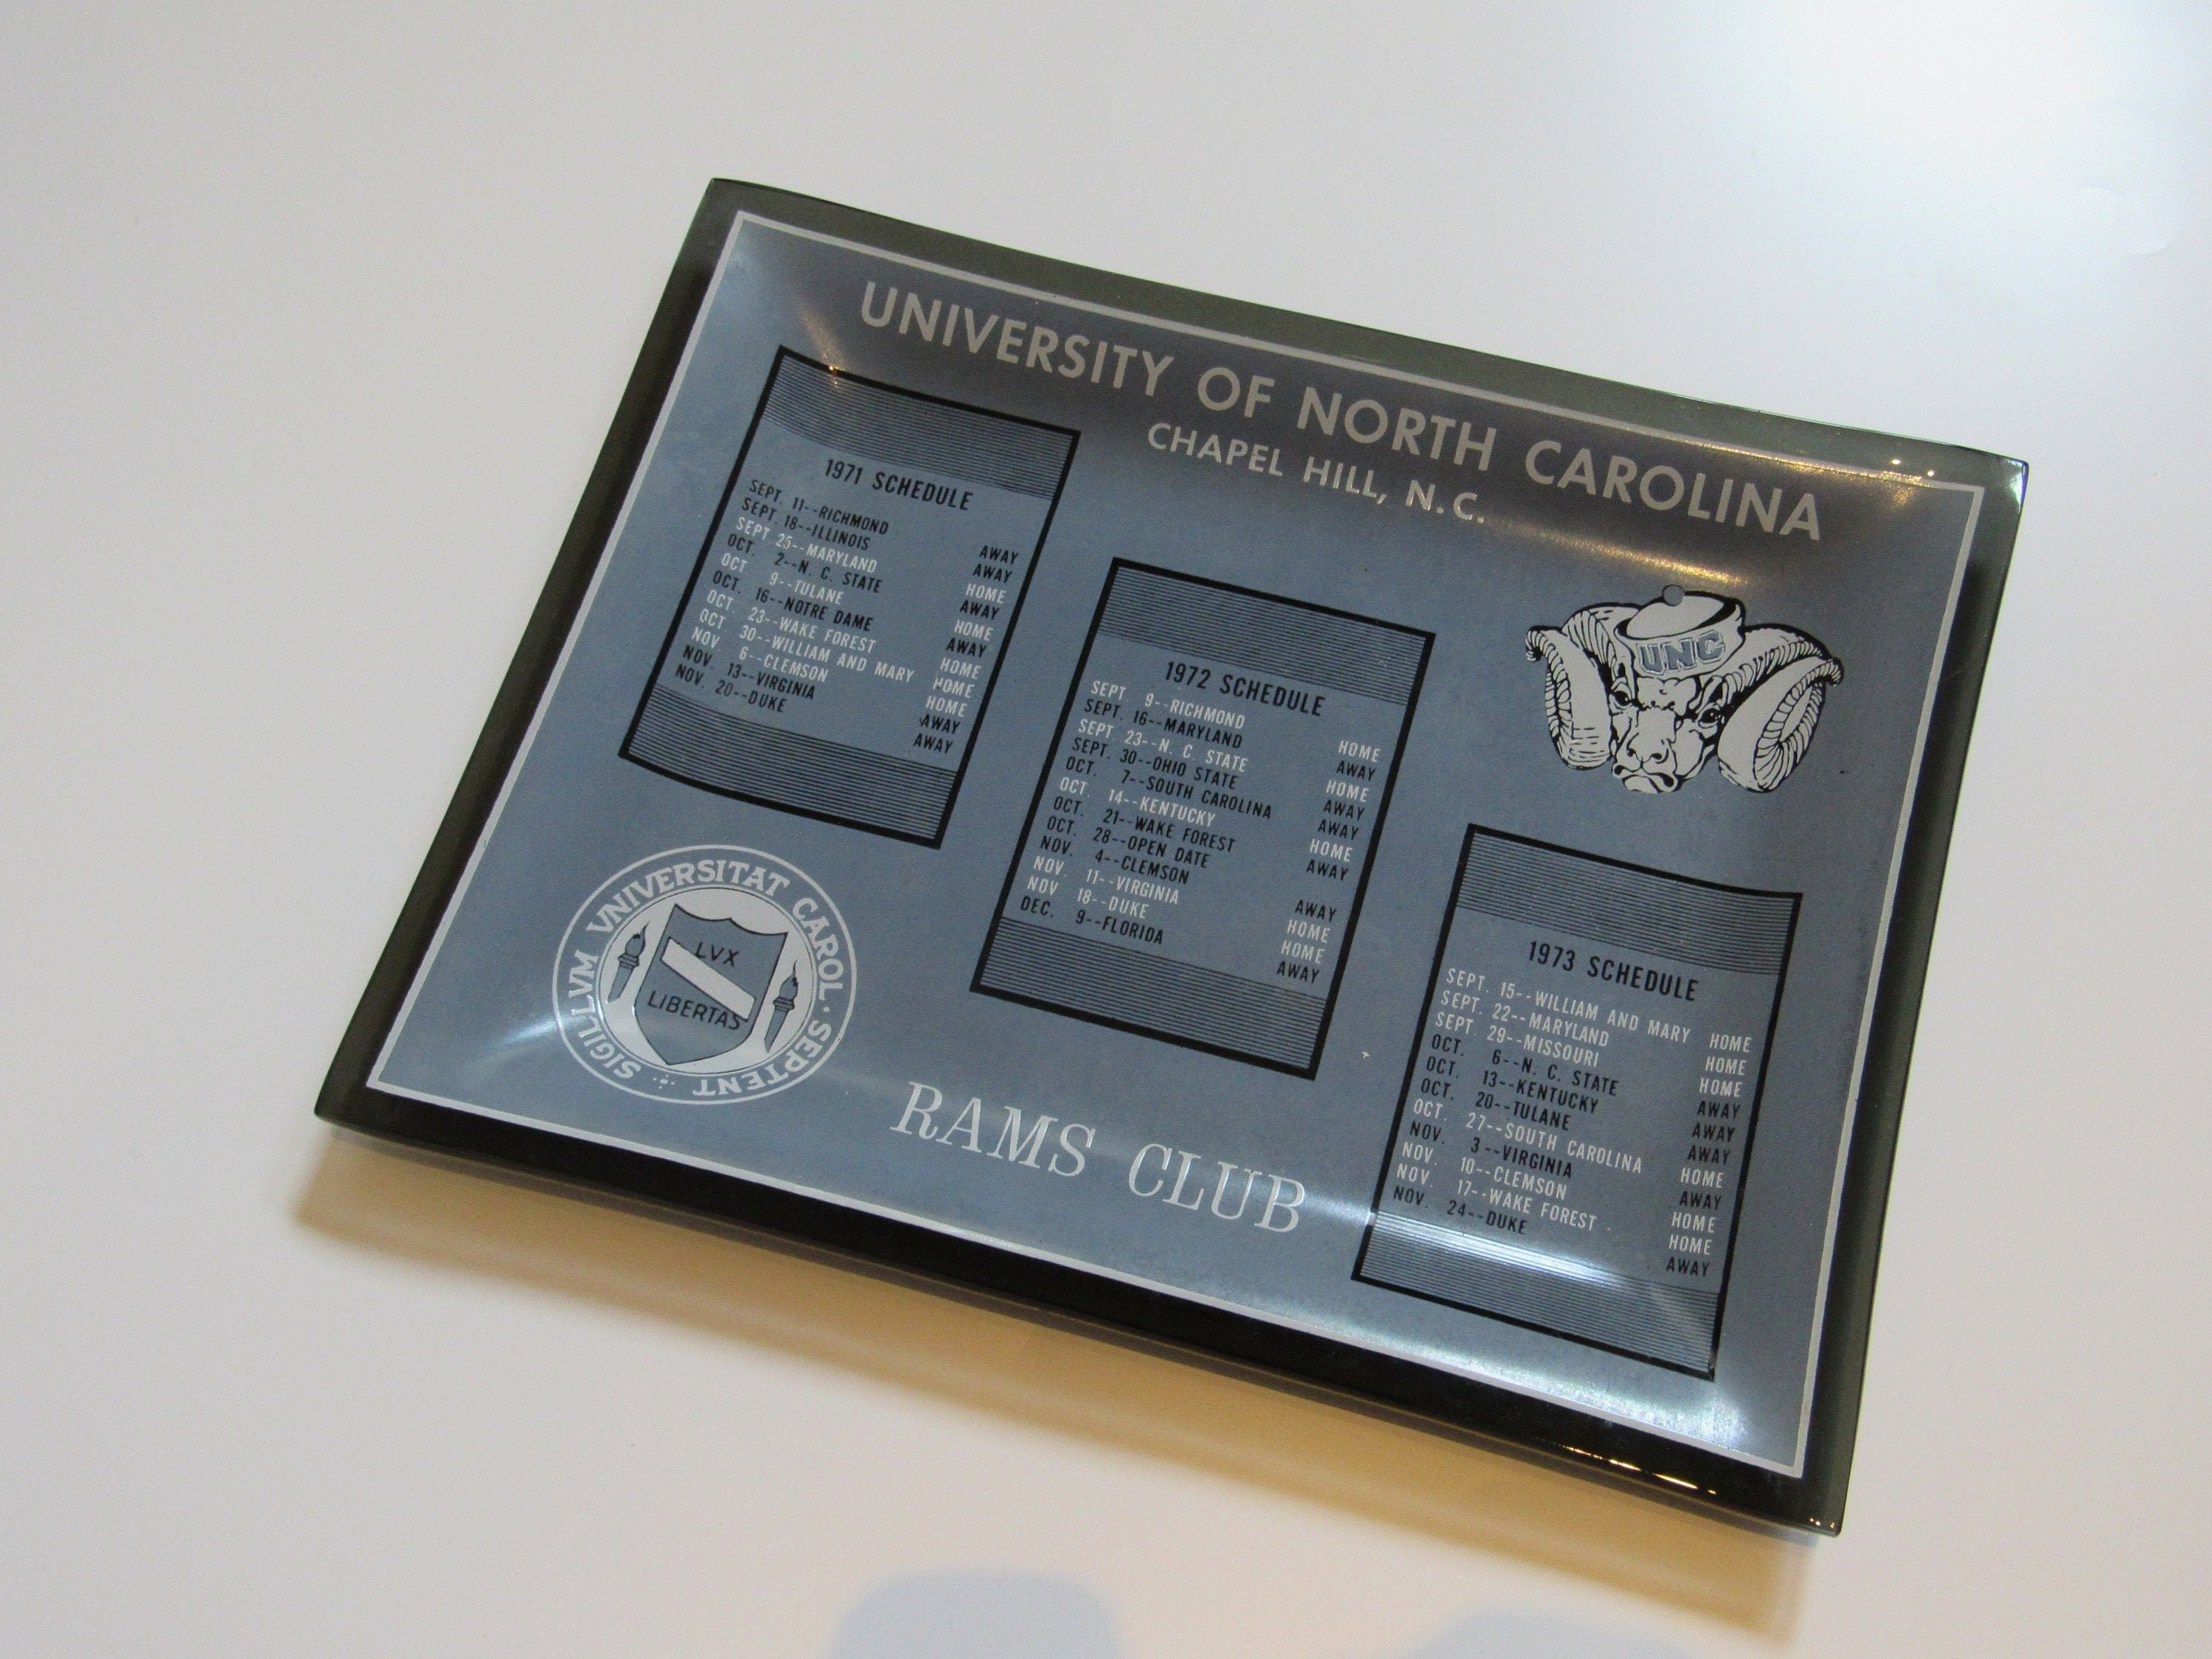 UNIVERSITY OF NORTH CAROLINA
CHAPEL HILL, N.C.
1971 SCHEDULE
SEPT. 11--RICHMOND AWAY
SEPT. 18--ILLINOIS AWAY
SEPT 25--MARYLAND HOME
OCT. 2--N. C. STATE AWAY
OCT 9--TULANE HOME
OCT. 16--NOTRE DAME AWAY
OCT. 23--WAKE FOREST HOME
OCT. 30--WILLIAM AND MARY HOME
NOV 6--CLEMSON HOME
NOV. 13--VIRGINIA AWAY
NOV. 20--DUKE AWAY
1972 SCHEDULE
SEPT 9--RICHMOND HOME
SEPT. 16--MARYLAND AWAY
SEPT. 23--N. C. STATE HOME
SEPT. 30--OHIO STATE AWAY
OCT. 7--SOUTH CAROLINA AWAY
OCT. 14--KENTUCKY HOME
OCT. 21--WAKE FOREST AWAY
OCT. 28--OPEN DATE
NOV. 4--CLEMSON AWAY
NOV. 11--VIRGINIA HOME
NOV 18--DUKE HOME
DEC. 9--FLORIDA AWAY
UNC
1973 SCHEDULE
SEPT. 15--WILLIAM AND MARY HOME
SEPT. 22--MARYLAND HOME
SEPT. 29--MISSOURI HOME
OCT. 6--N. C. STATE AWAY
OCT. 13--KENTUCKY AWAY
OCT. 20--TULANE AWAY
OCT. 27--SOUTH CAROLINA HOME
NOV. 3--VIRGINIA AWAY
NOV. 10--CLEMSON HOME
NOV. 17--WAKE FOREST HOME
NOV. 24--DUKE AWAY
SIGILLVM VNIVERSITAT CAROL · SEPTENT
LVX
LIBERTAS
RAMS CLUB